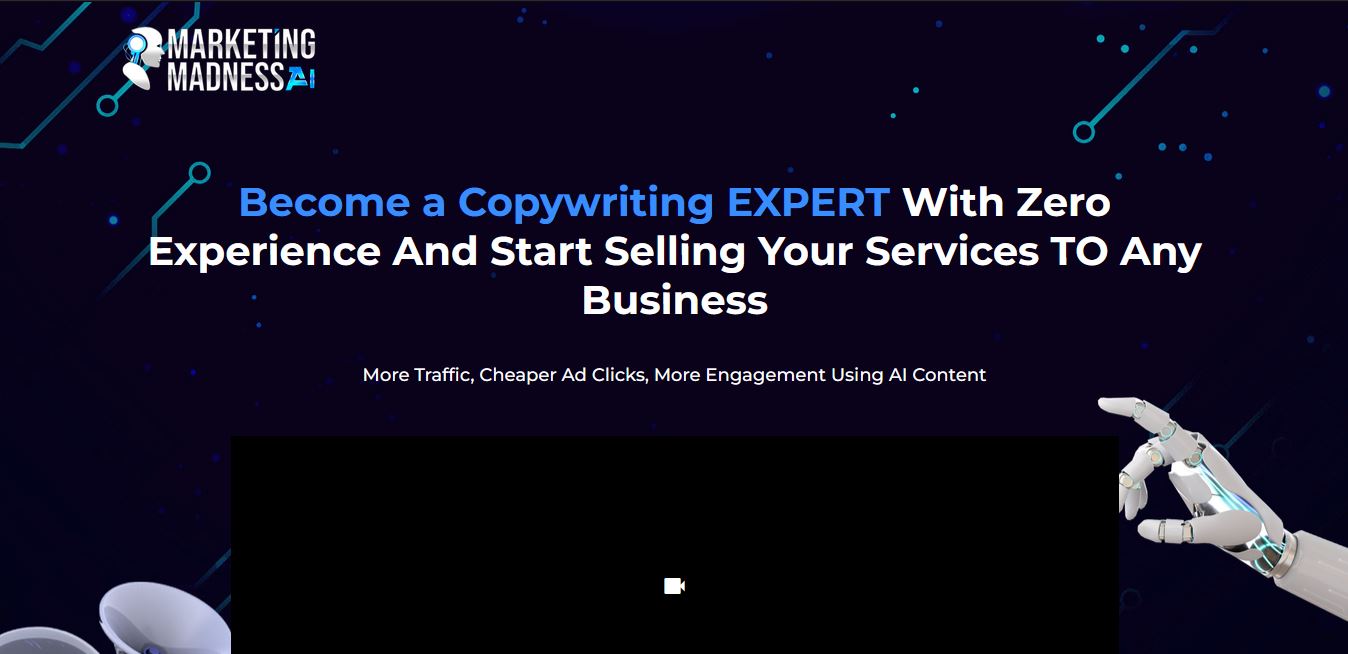 MARKETING
MADNESS AI
Become a Copywriting EXPERT With Zero
Experience And Start Selling Your Services TO Any
Business
More Traffic, Cheaper Ad Clicks, More Engagement Using AI Content